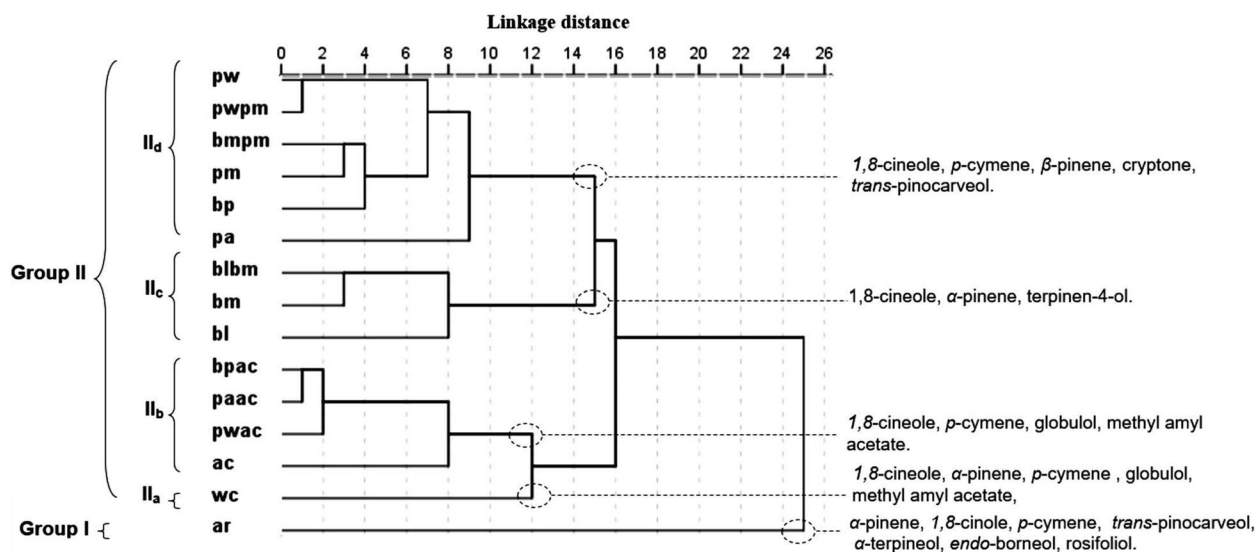 Linkage distance
0 2 4 6 8 10 12 14 16 18 20 22 24 26
pw
pwpm
bmpm
II_d
pm
bp
pa
Group II
blbm
II_c
bm
bl
bpac
paac
II_b
pwac
ac
II_a
wc
Group I
ar
1,8-cineole, p-cymene, β-pinene, cryptone,
trans-pinocarveol.
1,8-cineole, α-pinene, terpinen-4-ol.
1,8-cineole, p-cymene, globulol, methyl amyl
acetate.
1,8-cineole, α-pinene, p-cymene , globulol,
methyl amyl acetate,
α-pinene, 1,8-cinole, p-cymene, trans-pinocarveol,
α-terpineol, endo-borneol, rosifoliol.